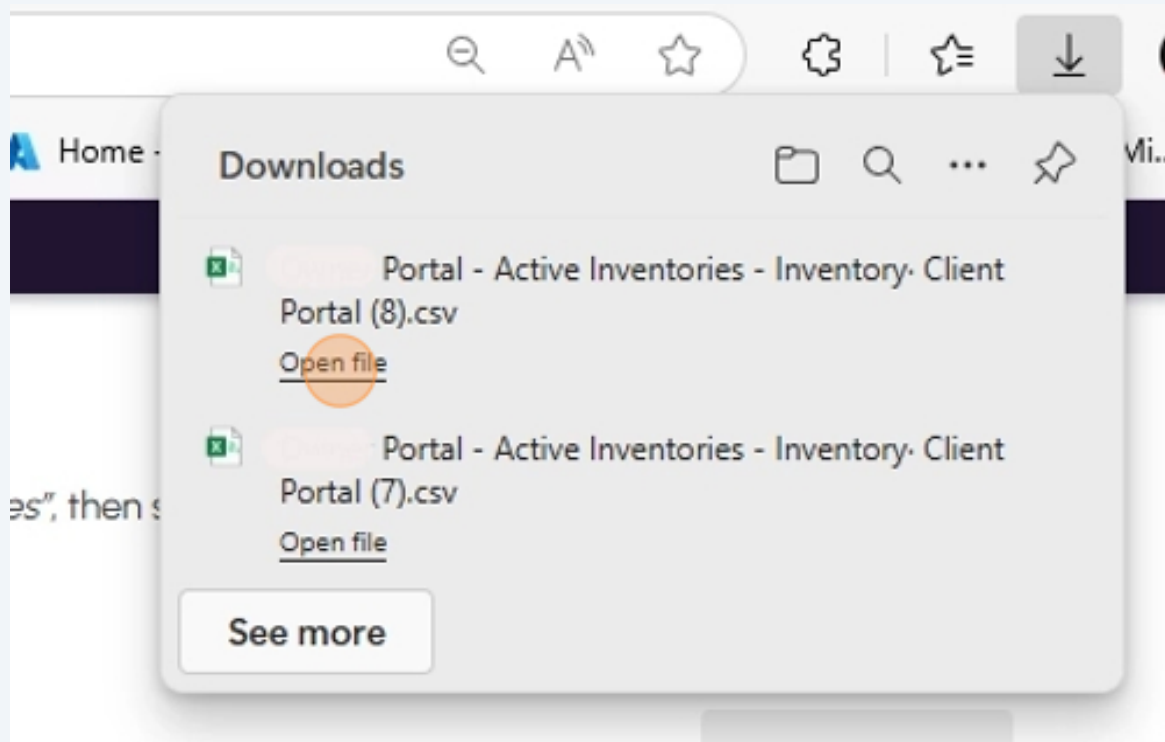 Home -
Downloads
Mi..
Portal - Active Inventories - Inventory· Client
Portal (8).csv
Open file
Portal - Active Inventories - Inventory· Client
Portal (7).csv
es”, then s
Open file
See more